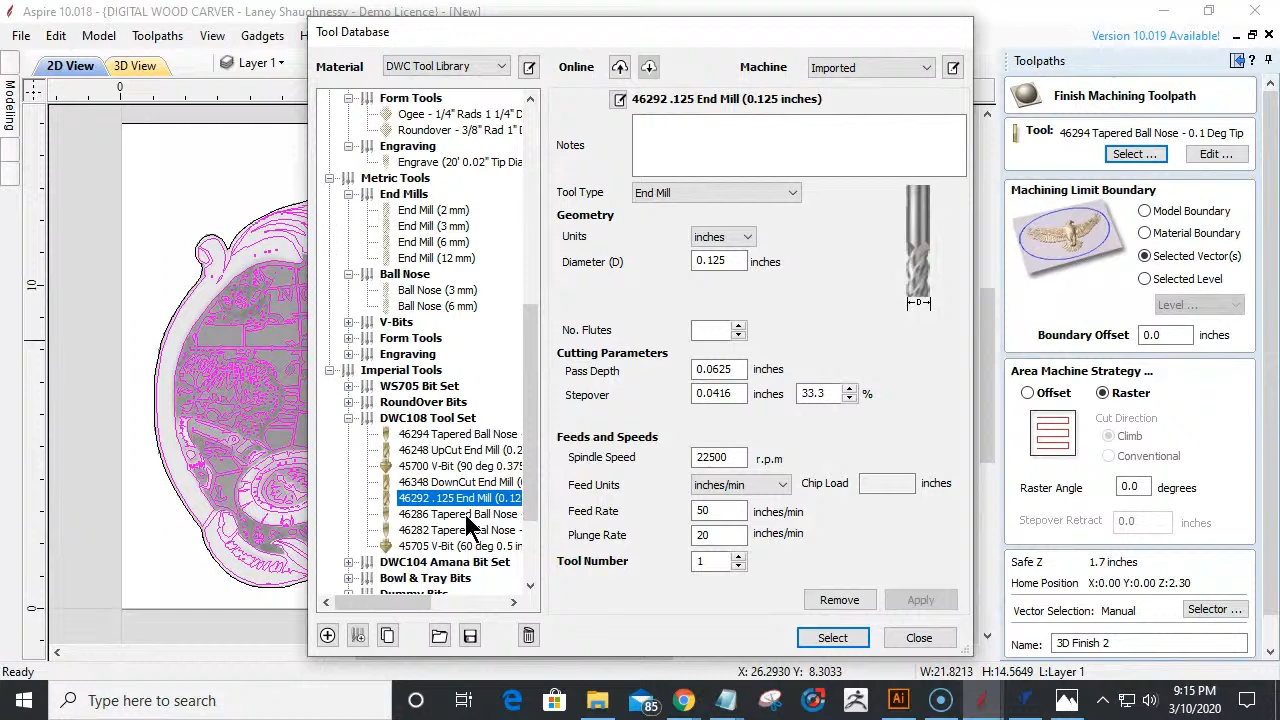 Aspire 10.018 - {DIGITAL WOOD CARVER - Laney Shaughnessy - Demo Licence} - [New]
File Edit Model Toolpaths View Gadgets
Version 10.019 Available!
2D View 3D View Layer 1
Modeling
0
10
0
Tool Database
Material DWC Tool Library Online Machine Imported
Form Tools
Ogee - 1/4" Rads 1 1/4" D
Roundover - 3/8" Rad 1" D
Engraving
Engrave (20' 0.02" Tip Dia
Metric Tools
End Mills
End Mill (2 mm)
End Mill (3 mm)
End Mill (6 mm)
End Mill (12 mm)
Ball Nose
Ball Nose (3 mm)
Ball Nose (6 mm)
V-Bits
Form Tools
Engraving
Imperial Tools
WS705 Bit Set
RoundOver Bits
DWC108 Tool Set
46294 Tapered Ball Nose
46248 UpCut End Mill (0.2
45700 V-Bit (90 deg 0.375
46348 DownCut End Mill (
46292 .125 End Mill (0.12
46286 Tapered Ball Nose
46282 Tapered Ball Nose -
45705 V-Bit (60 deg 0.5 in
DWC104 Amana Bit Set
Bowl & Tray Bits
Dummy Bits
46292 .125 End Mill (0.125 inches)
Notes
Tool Type End Mill
Geometry
Units inches
Diameter (D) 0.125 inches
D
No. Flutes
Cutting Parameters
Pass Depth 0.0625 inches
Stepover 0.0416 inches 33.3 %
Feeds and Speeds
Spindle Speed 22500 r.p.m
Feed Units inches/min Chip Load inches
Feed Rate 50 inches/min
Plunge Rate 20 inches/min
Tool Number 1
Remove Apply
Select Close
Toolpaths
Finish Machining Toolpath
Tool: 46294 Tapered Ball Nose - 0.1 Deg Tip
Select ... Edit ...
Machining Limit Boundary
Model Boundary
Material Boundary
Selected Vector(s)
Selected Level
Level ...
Boundary Offset 0.0 inches
Area Machine Strategy ...
Offset Raster
Cut Direction
Climb
Conventional
Raster Angle 0.0 degrees
Stepover Retract 0.0 inches
Safe Z 1.7 inches
Home Position X:0.00 Y:0.00 Z:2.30
Vector Selection: Manual Selector ...
Name: 3D Finish 2
Ready X: 26.2930 Y: 8.3033 W:21.8213 H:14.5649 L:Layer 1
Type here to search
85
Ai
9:15 PM
3/10/2020